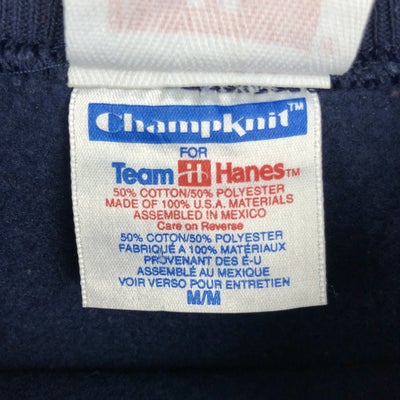 Champknit™
FOR
Team H Hanes™
50% COTTON/50% POLYESTER
MADE OF 100% U.S.A. MATERIALS
ASSEMBLED IN MEXICO
Care on Reverse
50% COTTON/50% POLYESTER
FABRIQUÉ A 100% MATÉRIAUX
PROVENANT DES É-U
ASSEMBLÉ AU MEXIQUE
VOIR VERSO POUR ENTRETIEN
M/M